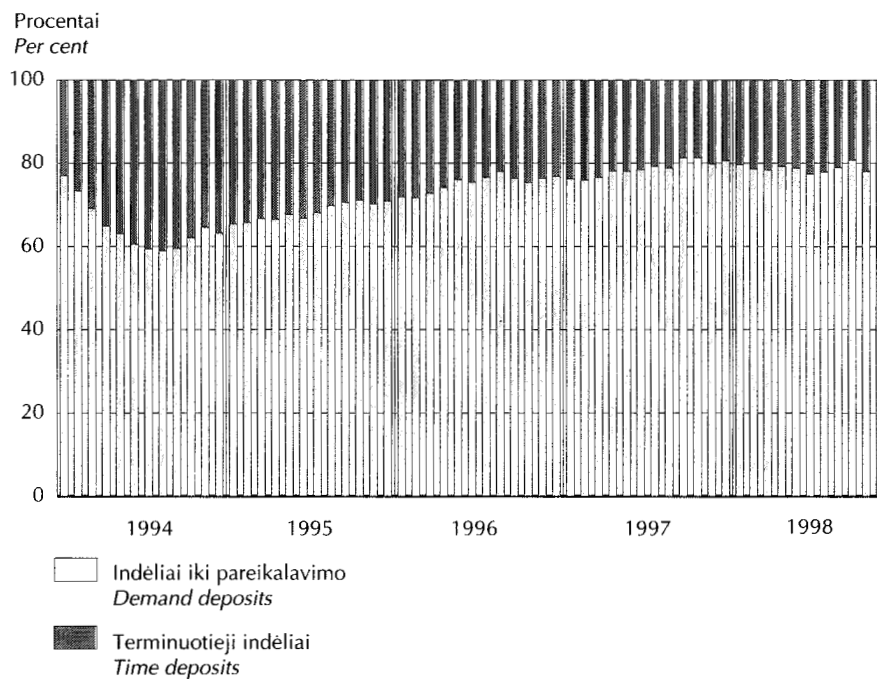 Procentai
Per cent
100
80
60
40
20
0
1994 1995 1996 1997 1998
Indėliai iki pareikalavimo
Demand deposits
Terminuotieji indėliai
Time deposits